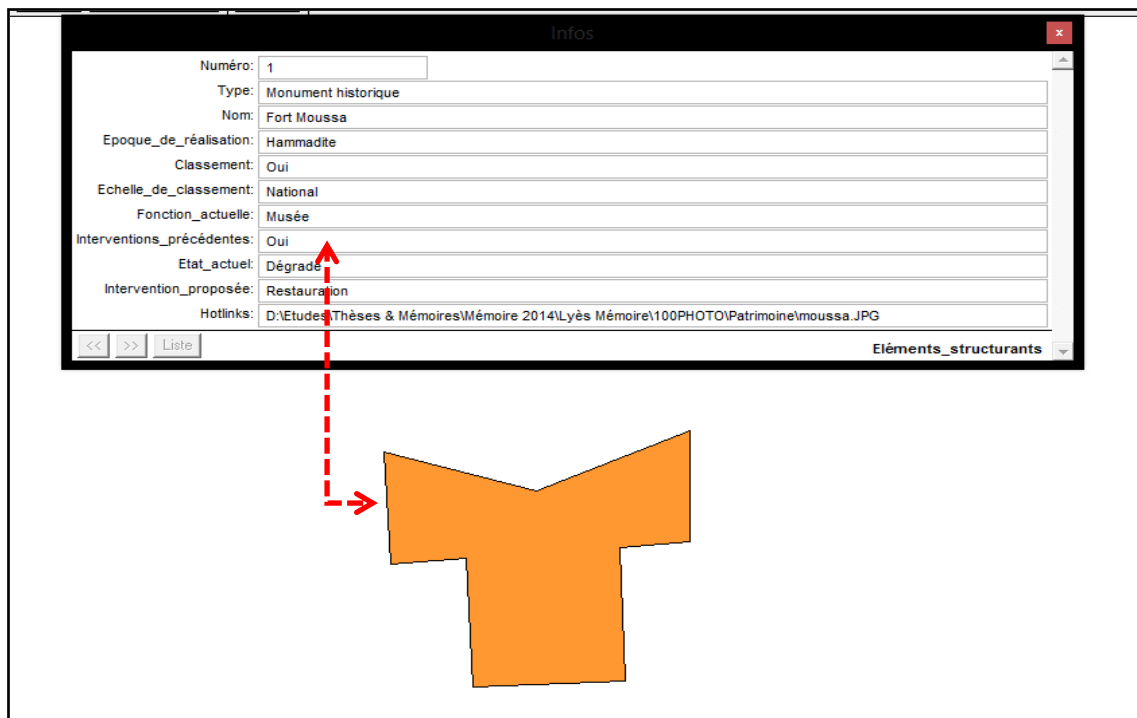 Infos
Numéro: 1
Type: Monument historique
Nom: Fort Moussa
Epoque_de_réalisation: Hammadite
Classement: Oui
Echelle_de_classement: National
Fonction_actuelle: Musée
Interventions_précédentes: Oui
Etat_actuel: Dégradé
Intervention_proposée: Restauration
Hotlinks: D:\Etudes\Thèses & Mémoires\Mémoire 2014\Lyès Mémoire\100PHOTO\Patrimoine\moussa.JPG
<< >> Liste Eléments_structurants